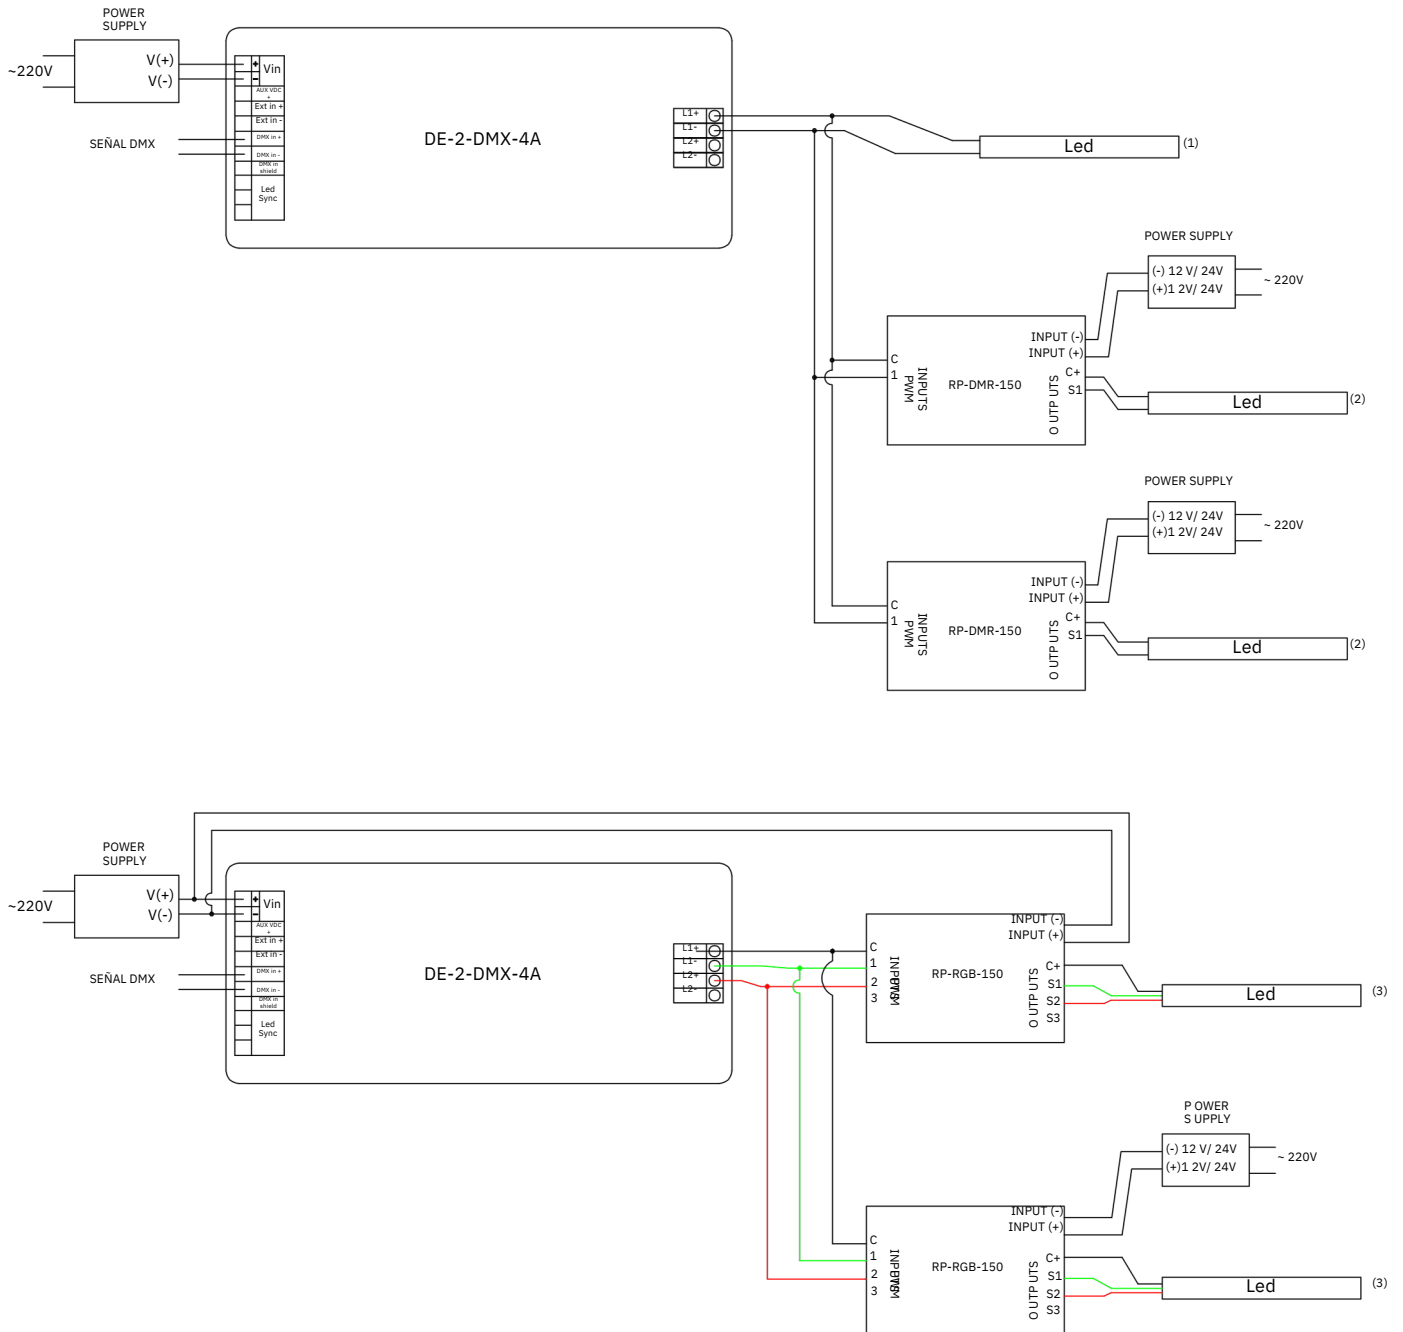 POWER
SUPPLY
~220V
V(+)
V(-)
SEÑAL DMX
+
-
Vin
AUX VDC
+
Ext in +
Ext in -
DMX in +
DMX in -
DMX in
shield
Led
Sync
DE-2-DMX-4A
L1+
L1-
L2+
L2-
Led
(1)
POWER SUPPLY
(-) 12 V/ 24V
(+)1 2V/ 24V
~ 220V
INPUT (-)
INPUT (+)
C
1
INPUTS
PWM
RP-DMR-150
O UTP UTS
C+
S1
Led
(2)
POWER SUPPLY
(-) 12 V/ 24V
(+)1 2V/ 24V
~ 220V
INPUT (-)
INPUT (+)
C
1
INPUTS
PWM
RP-DMR-150
O UTP UTS
C+
S1
Led
(2)
POWER
SUPPLY
~220V
V(+)
V(-)
SEÑAL DMX
+
-
Vin
AUX VDC
+
Ext in +
Ext in -
DMX in +
DMX in -
DMX in
shield
Led
Sync
DE-2-DMX-4A
L1+
L1-
L2+
L2-
INPUT (-)
INPUT (+)
C
1
2
3
INPUTS
PWM
RP-RGB-150
O UTP UTS
C+
S1
S2
S3
Led
(3)
P OWER
S UPPLY
(-) 12 V/ 24V
(+)1 2V/ 24V
~ 220V
INPUT (-)
INPUT (+)
C
1
2
3
INPUTS
PWM
RP-RGB-150
O UTP UTS
C+
S1
S2
S3
Led
(3)